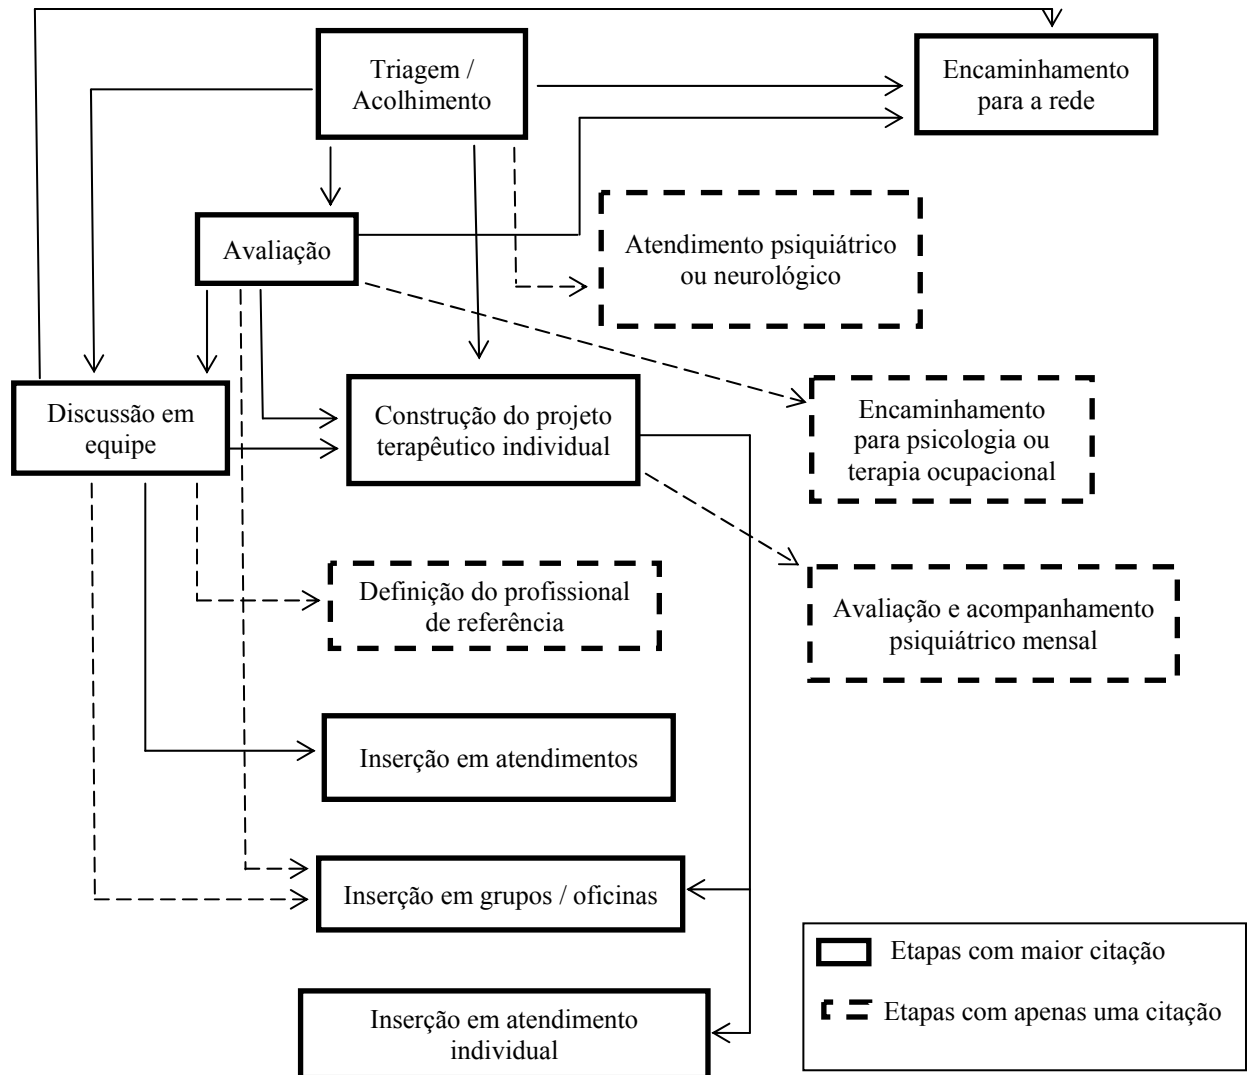 Triagem /
Acolhimento
Encaminhamento
para a rede
Avaliação
Atendimento psiquiátrico
ou neurológico
Discussão em
equipe
Construção do projeto
terapêutico individual
Encaminhamento
para psicologia ou
terapia ocupacional
Definição do profissional
de referência
Avaliação e acompanhamento
psiquiátrico mensal
Inserção em atendimentos
Inserção em grupos / oficinas
Inserção em atendimento
individual
Etapas com maior citação
Etapas com apenas uma citação